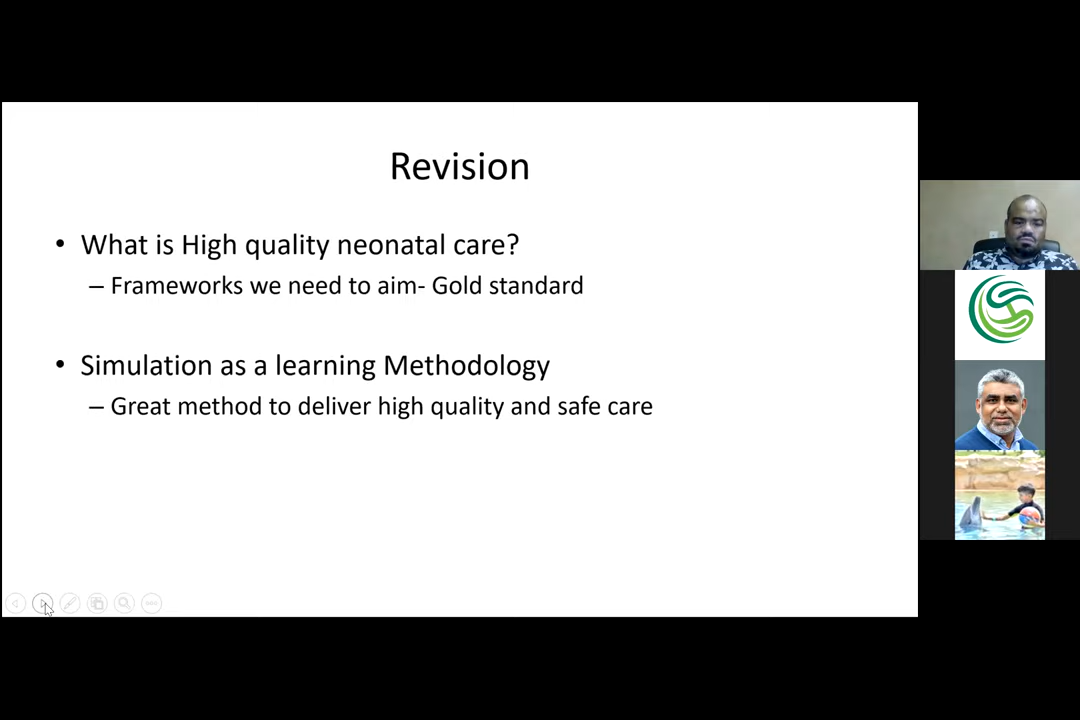 Revision
• What is High quality neonatal care?
– Frameworks we need to aim- Gold standard
• Simulation as a learning Methodology
– Great method to deliver high quality and safe care